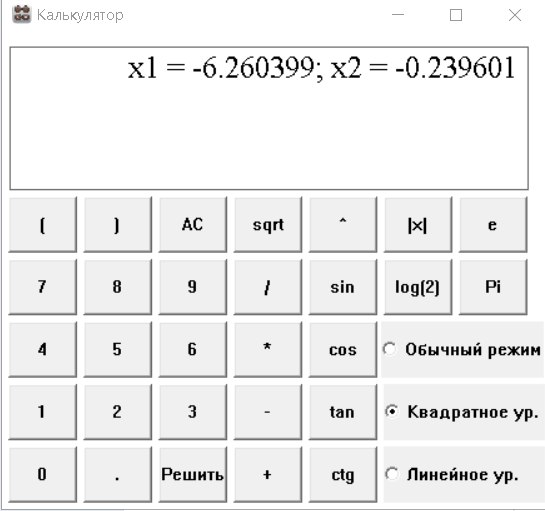 Калькулятор
x1 = -6.260399; x2 = -0.239601
( ) AC sqrt ^ |x| e
7 8 9 / sin log(2) Pi
4 5 6 * cos Обычный режим
1 2 3 - tan Квадратное ур.
0 . Решить + ctg Линейное ур.